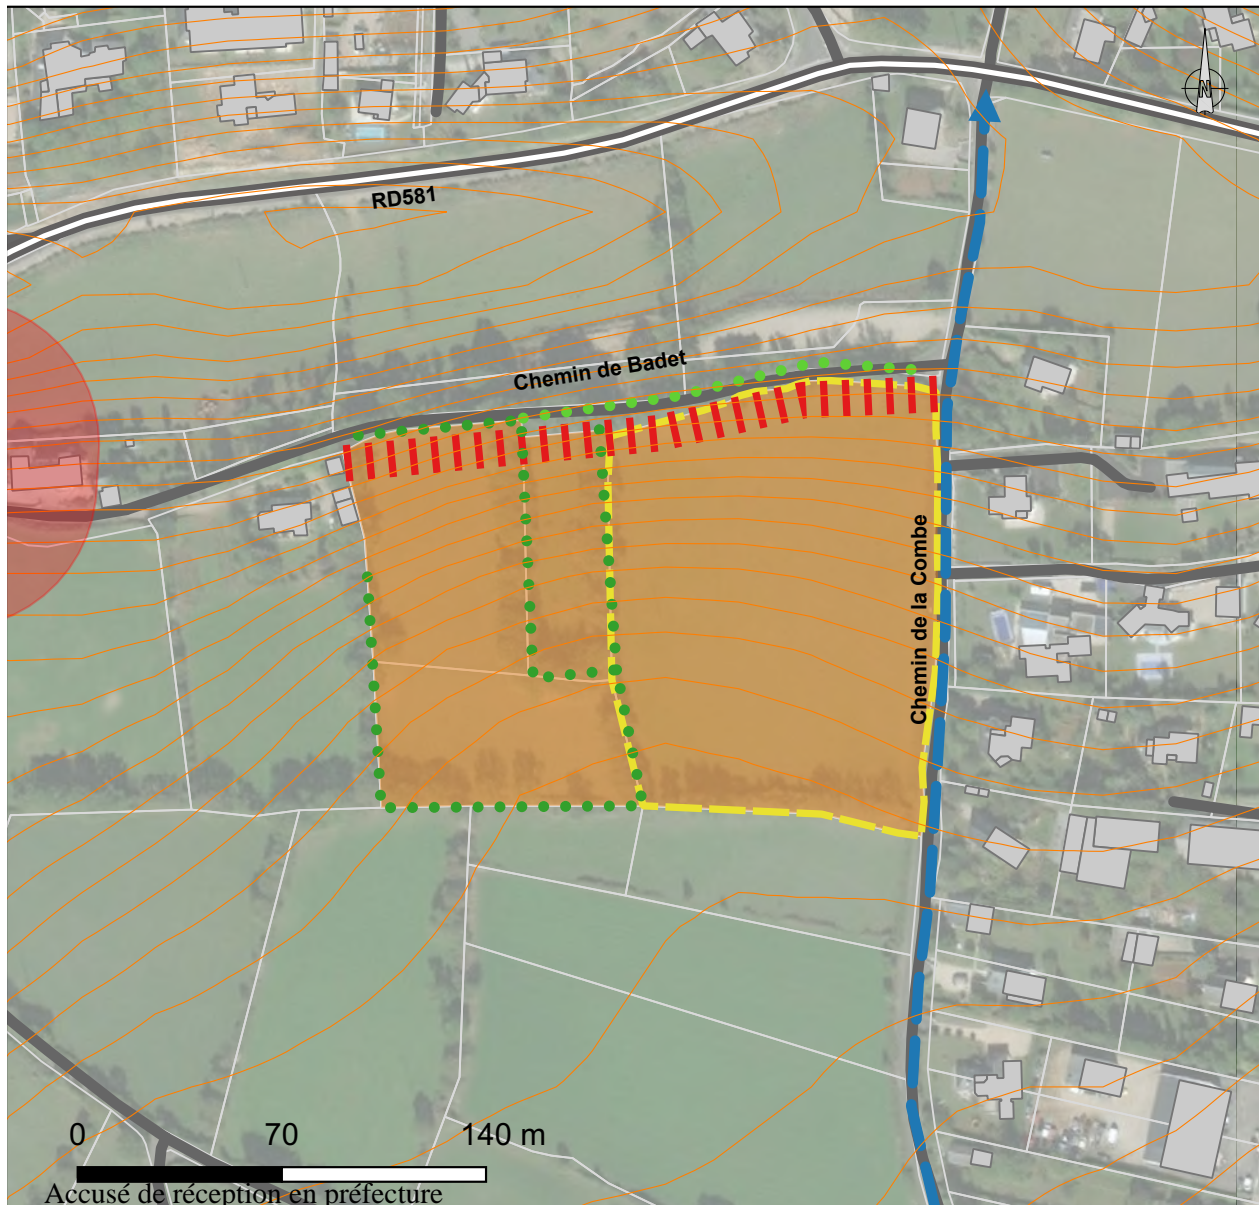 N
RD581
Chemin de Badet
Chemin de la Combe
0 70 140 m
Accusé de réception en préfecture